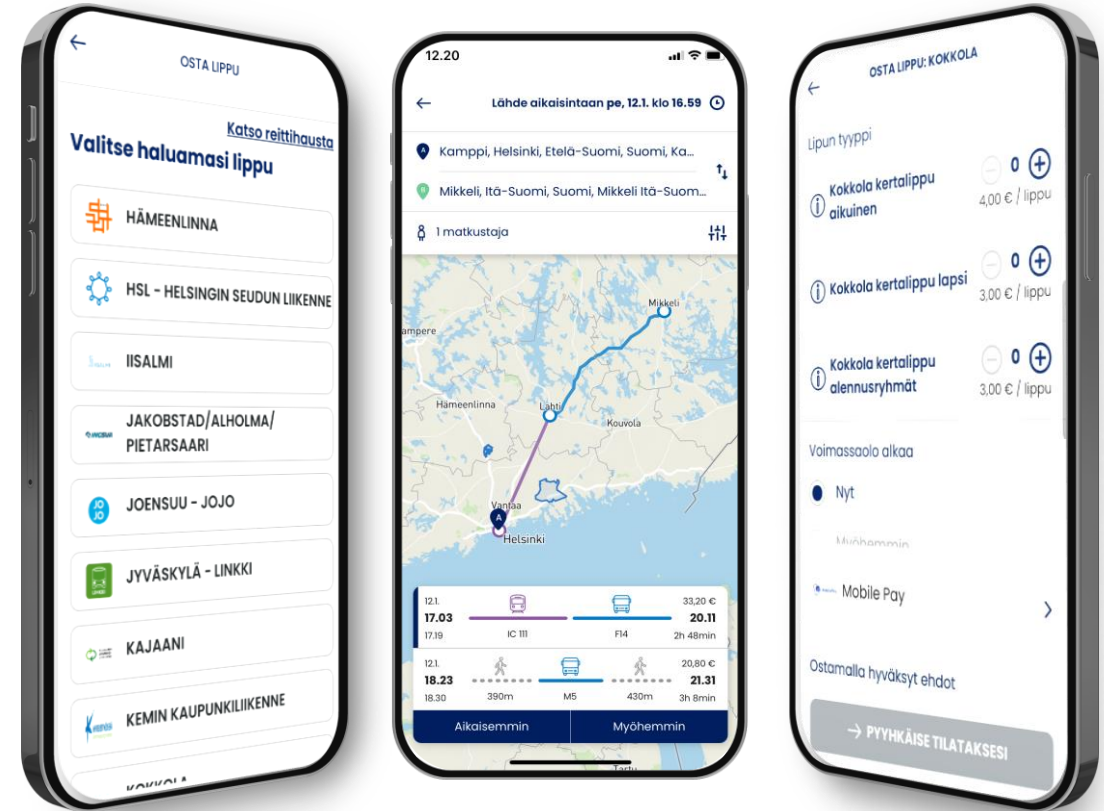 OSTA LIPPU
Katso reittihausta
Valitse haluamasi lippu
HÄMEENLINNA
HSL - HELSINGIN SEUDUN LIIKENNE
IISALMI
JAKOBSTAD/ALHOLMA/
PIETARSAARI
JO
JO
JOENSUU - JOJO
JYVÄSKYLÄ - LINKKI
KAJAANI
KEMIN KAUPUNKILIIKENNE
KOKKOLA
12.20
Lähde aikaisintaan pe, 12.1. klo 16.59
A
Kamppi, Helsinki, Etelä-Suomi, Suomi, Ka...
Mikkeli, Itä-Suomi, Suomi, Mikkeli Itä-Suom...
1 matkustaja
Mikkeli
ampere
Hämeenlinna
Lahti
Kouvola
Vantaa
A
Helsinki
12.1.
33,20 €
17.03
20.11
17.19
IC 111
F14
2h 48min
12.1.
20,80 €
18.23
21.31
18.30
390m
M5
430m
3h 8min
Aikaisemmin
Myöhemmin
Tartu
OSTA LIPPU: KOKKOLA
Lipun tyyppi
Kokkola kertalippu
aikuinen
0
4,00 € / lippu
Kokkola kertalippu lapsi
0
3,00 € / lippu
Kokkola kertalippu
alennusryhmät
0
3,00 € / lippu
Voimassaolo alkaa
Nyt
Myöhemmin
Mobile Pay
Ostamalla hyväksyt ehdot
→ PYYHKÄISE TILATAKSESI